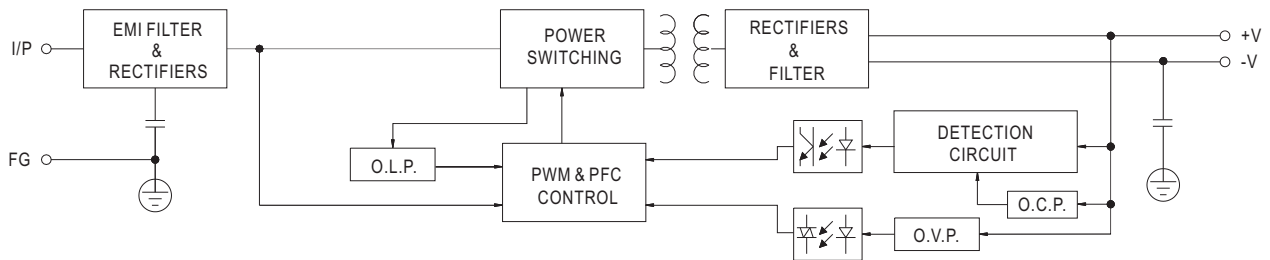 I/P
EMI FILTER
&
RECTIFIERS
POWER
SWITCHING
RECTIFIERS
&
FILTER
+V
-V
FG
O.L.P.
PWM & PFC
CONTROL
DETECTION
CIRCUIT
O.C.P.
O.V.P.